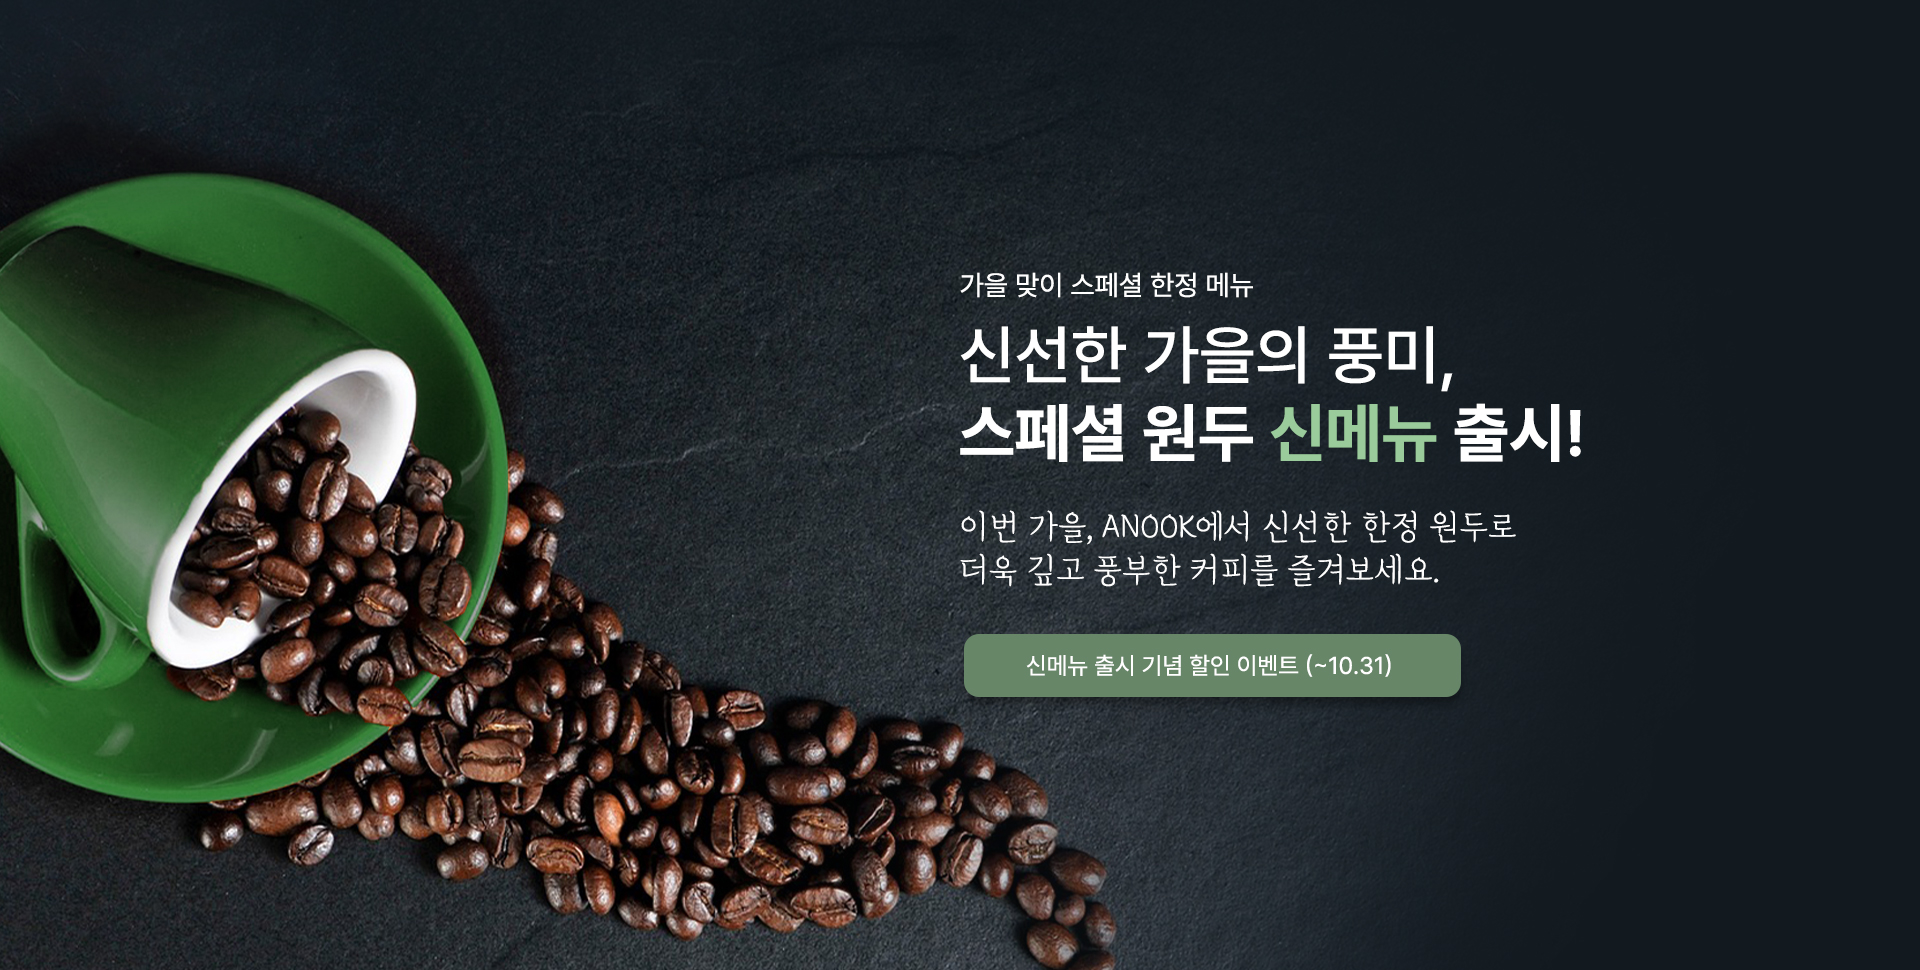 가을 맞이 스페셜 한정 메뉴
신선한 가을의 풍미,
스페셜 원두 신메뉴 출시!
이번 가을, ANOOK에서 신선한 한정 원두로
더욱 깊고 풍부한 커피를 즐겨보세요.
신메뉴 출시 기념 할인 이벤트 (~10.31)